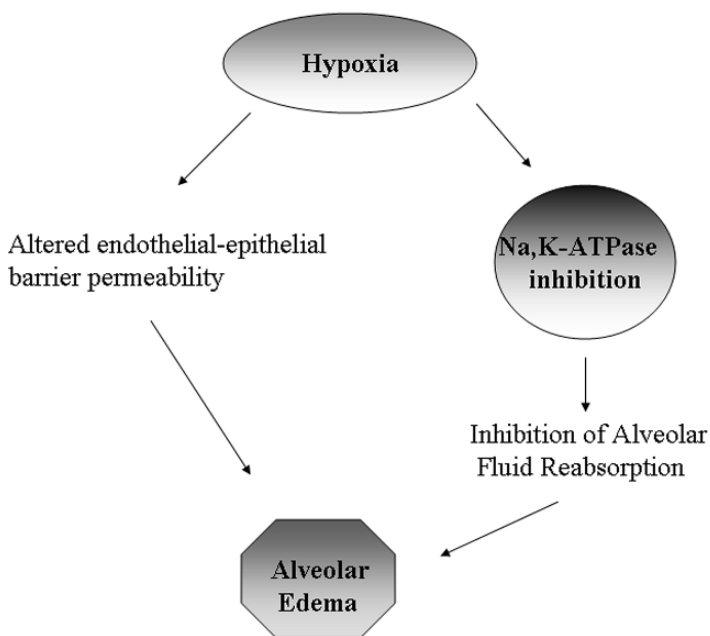 Hypoxia
Altered endothelial-epithelial
barrier permeability
Na,K-ATPase
inhibition
Inhibition of Alveolar
Fluid Reabsorption
Alveolar
Edema